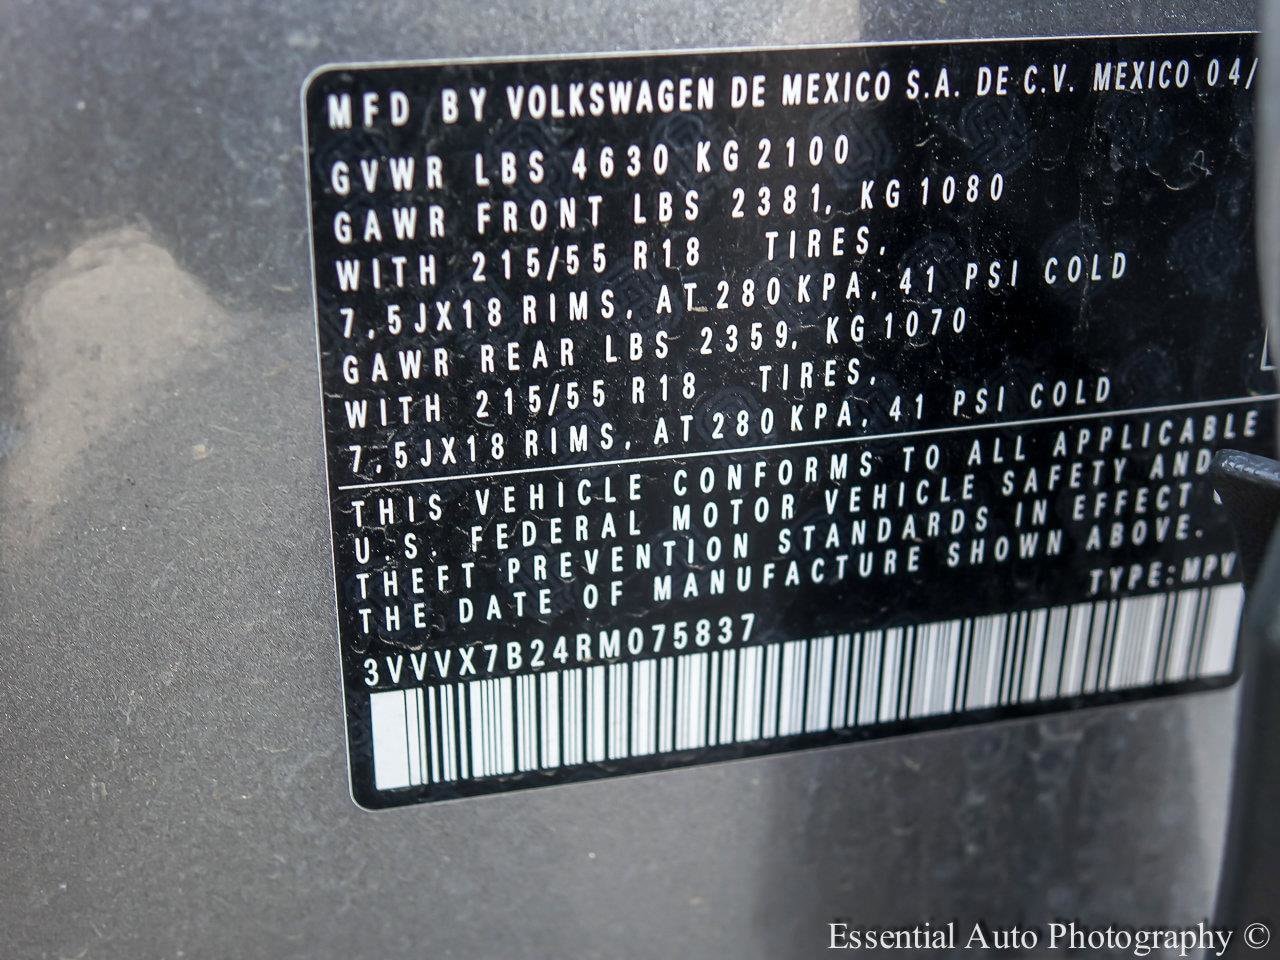 MFD BY VOLKSWAGEN DE MEXICO S.A. DE C.V. MEXICO 04/
GVWR LBS 4630 KG 2100
GAWR FRONT LBS 2381, KG 1080
WITH 215/55 R18 TIRES,
7,5JX18 RIMS, AT 280 KPA, 41 PSI COLD
GAWR REAR LBS 2359, KG 1070
WITH 215/55 R18 TIRES,
7,5JX18 RIMS, AT 280 KPA, 41 PSI COLD
THIS VEHICLE CONFORMS TO ALL APPLICABLE
U.S. FEDERAL MOTOR VEHICLE SAFETY AND
THEFT PREVENTION STANDARDS IN EFFECT
THE DATE OF MANUFACTURE SHOWN ABOVE.
TYPE:MPV
3VVVX7B24RM075837
Essential Auto Photography ©